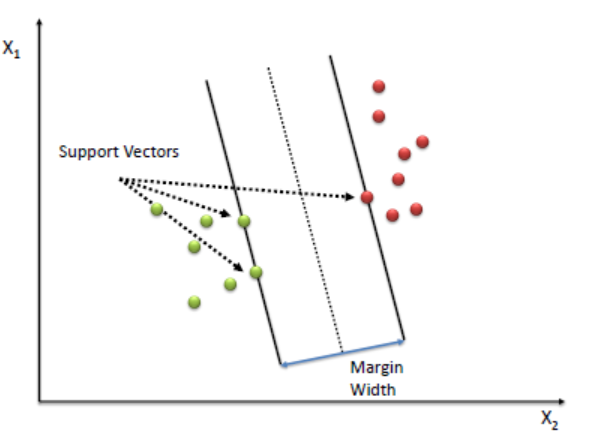 X₁
Support Vectors
Margin
Width
X₂